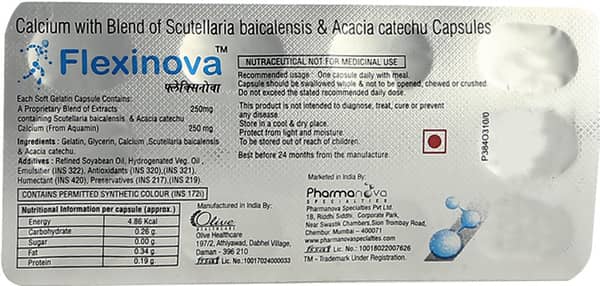 Calcium with Blend of Scutellaria baicalensis & Acacia catechu Capsules
Flexinova™
फ्लेक्सिनोवा
Each Soft Gelatin Capsule Contains:
A Proprietary Blend of Extracts 250mg
containing Scutellaria baicalensis & Acacia catechu
Calcium (From Aquamin) 250 mg
Ingredients: Gelatin, Glycerin, Calcium ,Scutellaria baicalensis
& Acacia catechu.
Additives : Refined Soyabean Oil, Hydrogenated Veg. Oil ,
Emulsifier (INS 322), Antioxidants (INS 320),(INS 321),
Humectant (INS 420), Preservatives (INS 217),(INS 219).
CONTAINS PERMITTED SYNTHETIC COLOUR (INS 172i)
Nutritional Information per capsule (approx.)
Energy 4.86 Kcal
Carbohydrate 0.26 g.
Sugar 0.00 g.
Fat 0.34 g
Protein 0.19 g.
NUTRACEUTICAL NOT FOR MEDICINAL USE
Recommended usage : One capsule daily with meal.
Capsule should be swallowed whole & not to be opened, chewed or crushed.
Do not exceed the stated recommended daily dose.
This product is not intended to diagnose, treat, cure or prevent
any disease.
Store in a cool & dry place.
Protect from light and moisture.
To be stored out of reach of children.
Best before 24 months from the manufacture.
Manufactured in India By:
Olive
HEALTHCARE
Olive Healthcare
197/2, Athiyawad, Dabhel Village,
Daman - 396 210
fssai Lic. No.: 10017024000033
Marketed in India By:
Pharmanova
SPECIALTIES
Pharmanova Specialties Pvt Ltd.
18, Riddhi Siddhi Corporate Park,
Near Swastik Chambers,Sion Trombay Road,
Chembur, Mumbai – 400071
www.pharmanovaspecialties.com
fssai Lic. No.: 10018022007626
TM - Trademark Under Registration.
P384O310/0